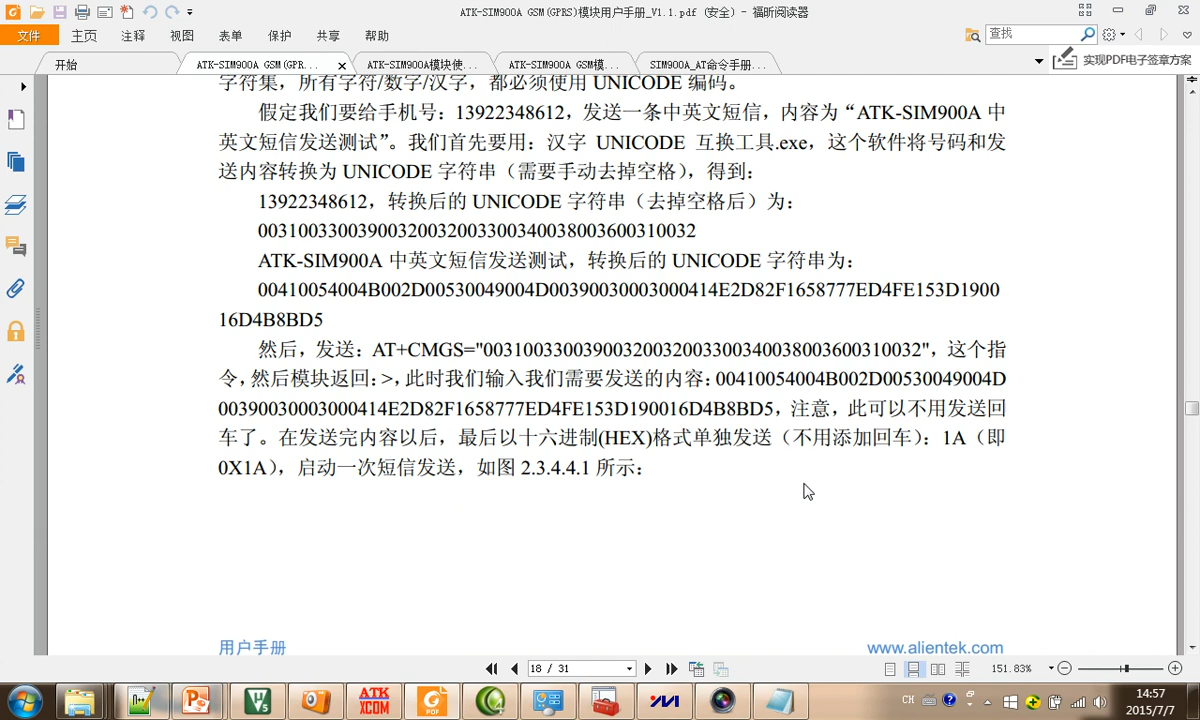 ATK-SIM900A GSM(GPRS)模块用户手册_V1.1.pdf (安全) - 福昕阅读器
文件 主页 注释 视图 表单 保护 共享 帮助 查找
开始 ATK-SIM900A GSM(GPR... ATK-SIM900A模块使... ATK-SIM900A GSM模... SIM900A_AT命令手册... 实现PDF电子签章方案
字符集，所有字符/数字/汉字，都必须使用 UNICODE 编码。
假定我们要给手机号：13922348612，发送一条中英文短信，内容为“ATK-SIM900A 中
英文短信发送测试”。我们首先要用：汉字 UNICODE 互换工具.exe，这个软件将号码和发
送内容转换为 UNICODE 字符串（需要手动去掉空格），得到：
13922348612，转换后的 UNICODE 字符串（去掉空格后）为：
00310033003900320032003300340038003600310032
ATK-SIM900A 中英文短信发送测试，转换后的 UNICODE 字符串为：
00410054004B002D00530049004D00390030003000414E2D82F1658777ED4FE153D1900
16D4B8BD5
然后，发送：AT+CMGS="00310033003900320032003300340038003600310032"，这个指
令，然后模块返回：>，此时我们输入我们需要发送的内容：00410054004B002D00530049004D
00390030003000414E2D82F1658777ED4FE153D190016D4B8BD5，注意，此可以不用发送回
车了。在发送完内容以后，最后以十六进制(HEX)格式单独发送（不用添加回车）：1A（即
0X1A），启动一次短信发送，如图 2.3.4.4.1 所示：
用户手册 www.alientek.com
18 / 31 151.83%
ATK XCOM PDF CH 14:57
2015/7/7